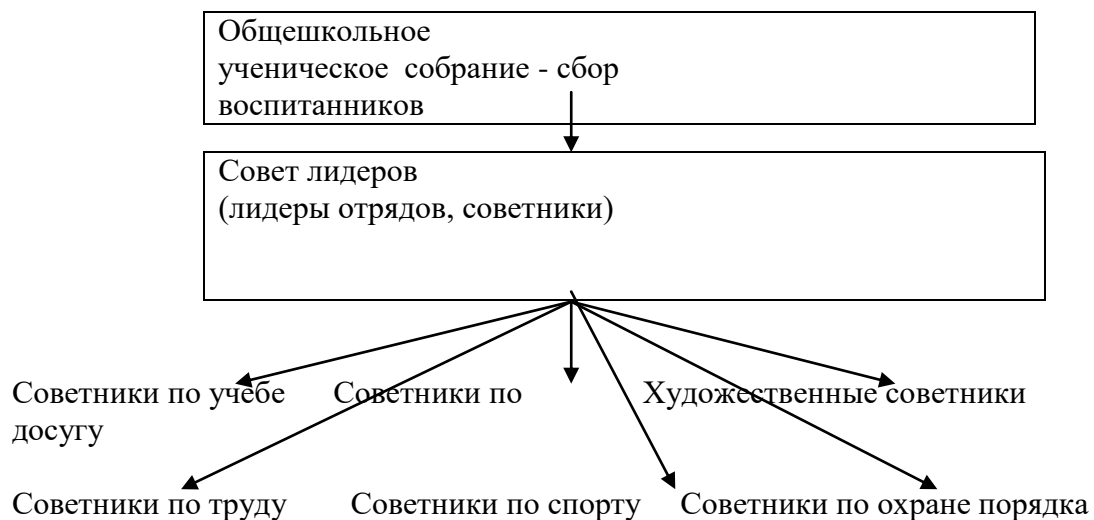 Общешкольное
ученическое собрание - сбор
воспитанников
Совет лидеров
(лидеры отрядов, советники)
Советники по учебе Советники по Художественные советники
досугу
Советники по труду Советники по спорту Советники по охране порядка